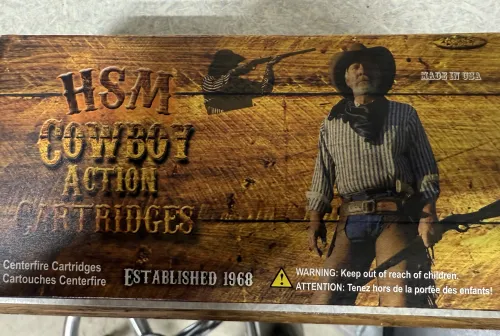 HSM
COWBOY
ACTION
CARTRIDGES
MADE IN USA
Centerfire Cartridges
Cartouches Centerfire
ESTABLISHED 1968
WARNING: Keep out of reach of children.
ATTENTION: Tenez hors de la portée des enfants!